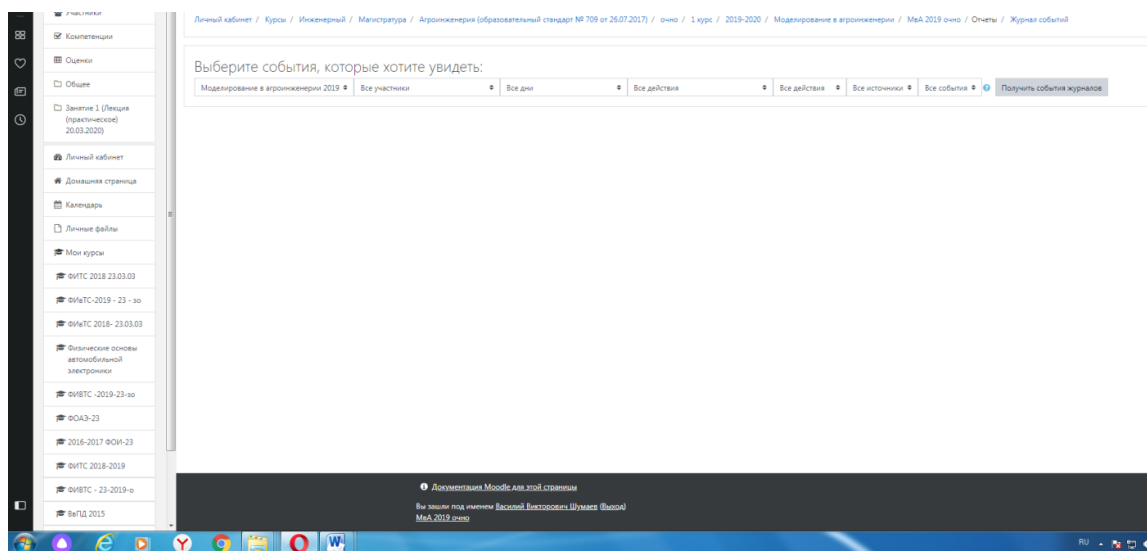 Участники
Компетенции
Оценки
Общее
Занятие 1 (Лекция
(практическое)
20.03.2020)
Личный кабинет
Домашняя страница
Календарь
Личные файлы
Мои курсы
ФИТС 2018 23.03.03
ФИвТС-2019 - 23 - зо
ФИвТС 2018- 23.03.03
Физические основы
автомобильной
электроники
ФИВТС -2019-23-зо
ФОАЭ-23
2016-2017 ФОИ-23
ФИТС 2018-2019
ФИВТС - 23-2019-о
ВвПД 2015
Личный кабинет / Курсы / Инженерный / Магистратура / Агроинженерия (образовательный стандарт № 709 от 26.07.2017) / очно / 1 курс / 2019-2020 / Моделирование в агроинженерии / МвА 2019 очно / Отчеты / Журнал событий
Выберите события, которые хотите увидеть:
Моделирование в агроинженерии 2019 Все участники Все дни Все действия Все действия Все источники Все события Получить события журналов
Документация Moodle для этой страницы
Вы зашли под именем Василий Викторович Шумаев (Выход)
МвА 2019 очно
RU